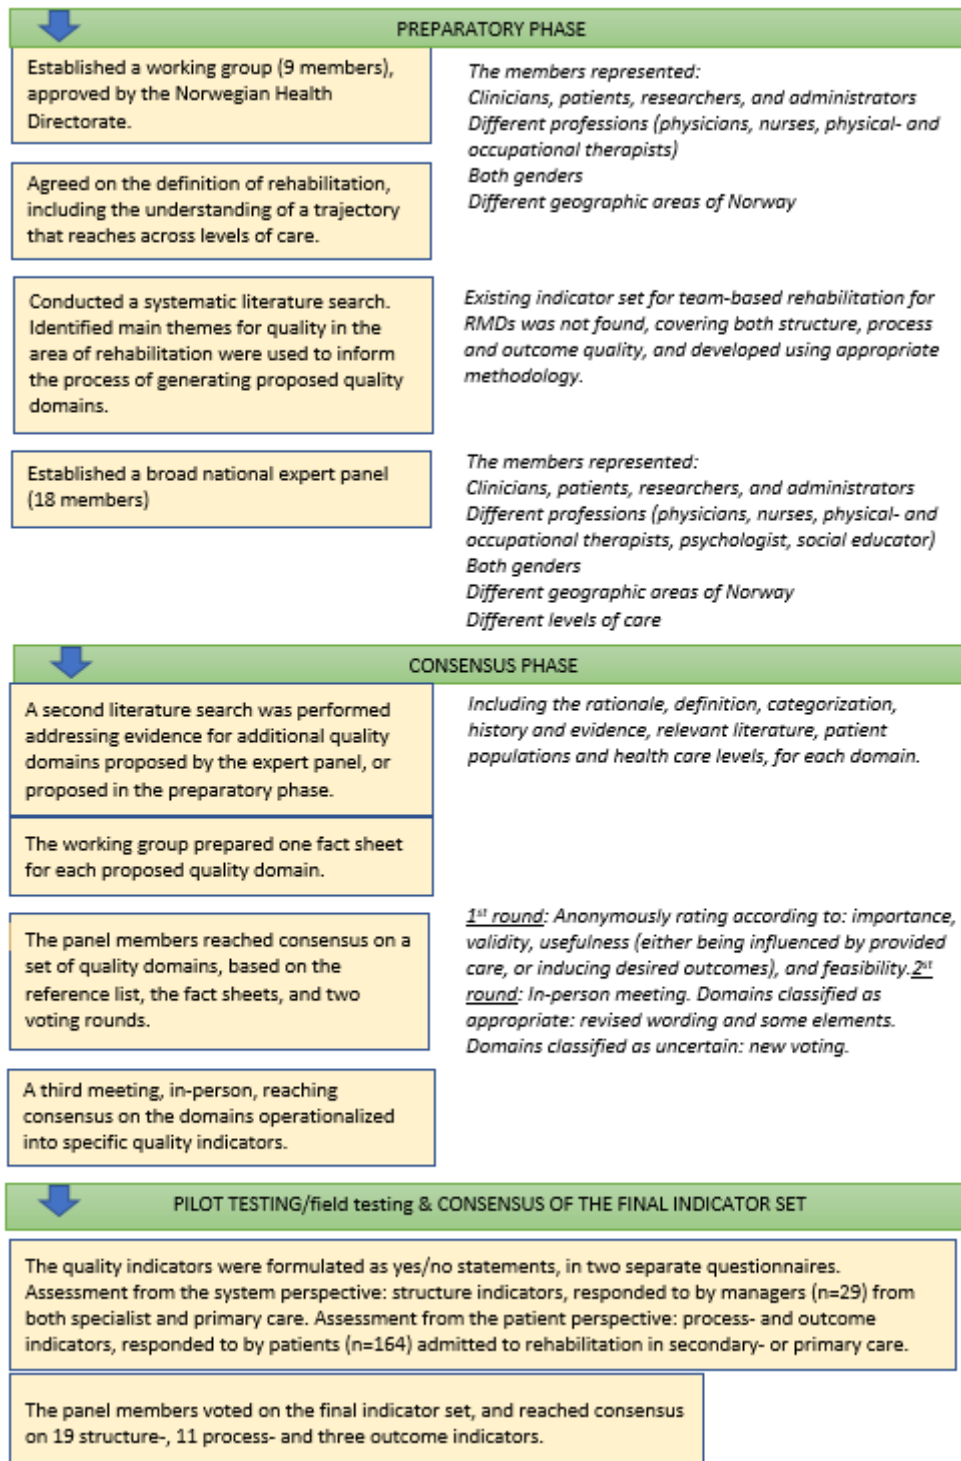 PREPARATORY PHASE
Established a working group (9 members),
approved by the Norwegian Health
Directorate.
The members represented:
Clinicians, patients, researchers, and administrators
Different professions (physicians, nurses, physical- and
occupational therapists)
Both genders
Different geographic areas of Norway
Agreed on the definition of rehabilitation,
including the understanding of a trajectory
that reaches across levels of care.
Conducted a systematic literature search.
Identified main themes for quality in the
area of rehabilitation were used to inform
the process of generating proposed quality
domains.
Existing indicator set for team-based rehabilitation for
RMDs was not found, covering both structure, process
and outcome quality, and developed using appropriate
methodology.
Established a broad national expert panel
(18 members)
The members represented:
Clinicians, patients, researchers, and administrators
Different professions (physicians, nurses, physical- and
occupational therapists, psychologist, social educator)
Both genders
Different geographic areas of Norway
Different levels of care
CONSENSUS PHASE
A second literature search was performed
addressing evidence for additional quality
domains proposed by the expert panel, or
proposed in the preparatory phase.
Including the rationale, definition, categorization,
history and evidence, relevant literature, patient
populations and health care levels, for each domain.
The working group prepared one fact sheet
for each proposed quality domain.
The panel members reached consensus on a
set of quality domains, based on the
reference list, the fact sheets, and two
voting rounds.
1st round: Anonymously rating according to: importance,
validity, usefulness (either being influenced by provided
care, or inducing desired outcomes), and feasibility.2st
round: In-person meeting. Domains classified as
appropriate: revised wording and some elements.
Domains classified as uncertain: new voting.
A third meeting, in-person, reaching
consensus on the domains operationalized
into specific quality indicators.
PILOT TESTING/field testing & CONSENSUS OF THE FINAL INDICATOR SET
The quality indicators were formulated as yes/no statements, in two separate questionnaires.
Assessment from the system perspective: structure indicators, responded to by managers (n=29) from
both specialist and primary care. Assessment from the patient perspective: process- and outcome
indicators, responded to by patients (n=164) admitted to rehabilitation in secondary- or primary care.
The panel members voted on the final indicator set, and reached consensus
on 19 structure-, 11 process- and three outcome indicators.